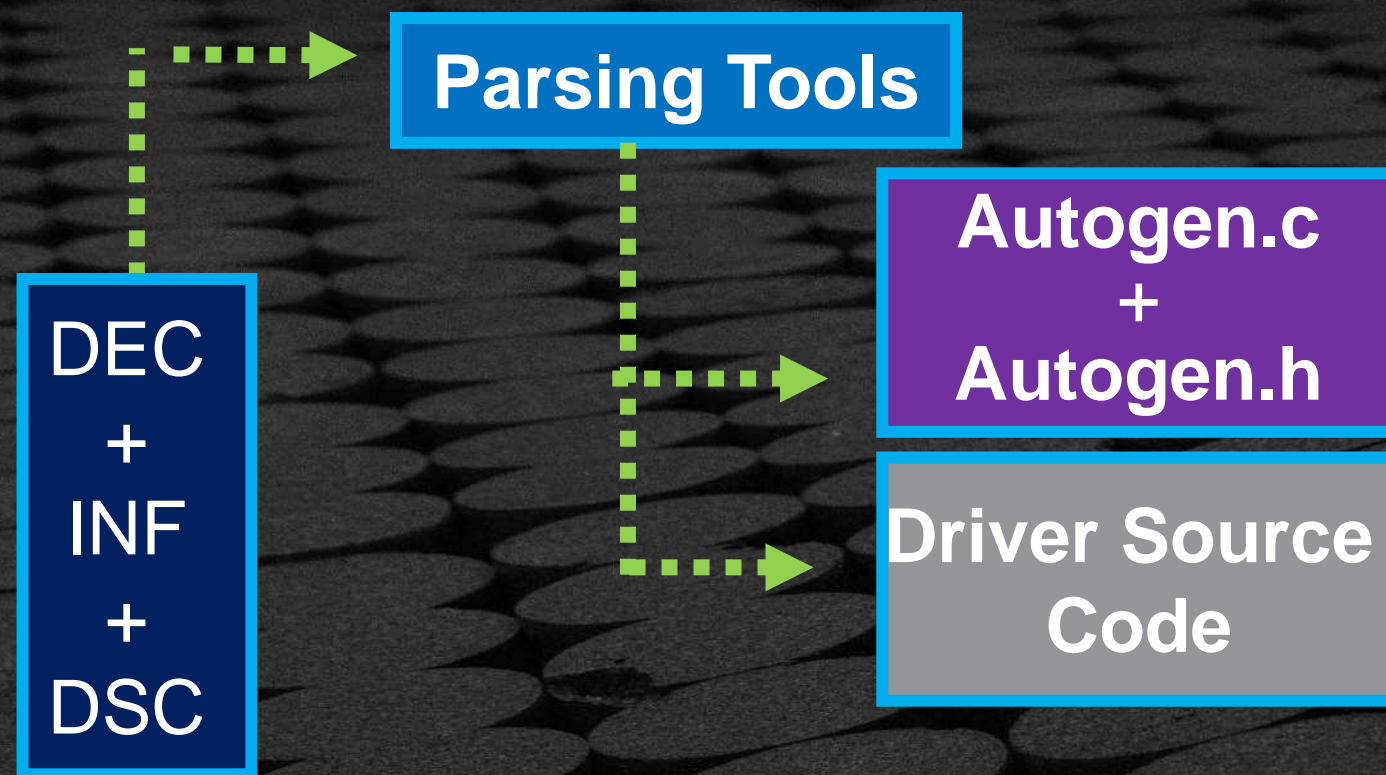 Parsing Tools
Autogen.c
+
Autogen.h
DEC
+
INF
+
DSC
Driver Source
Code